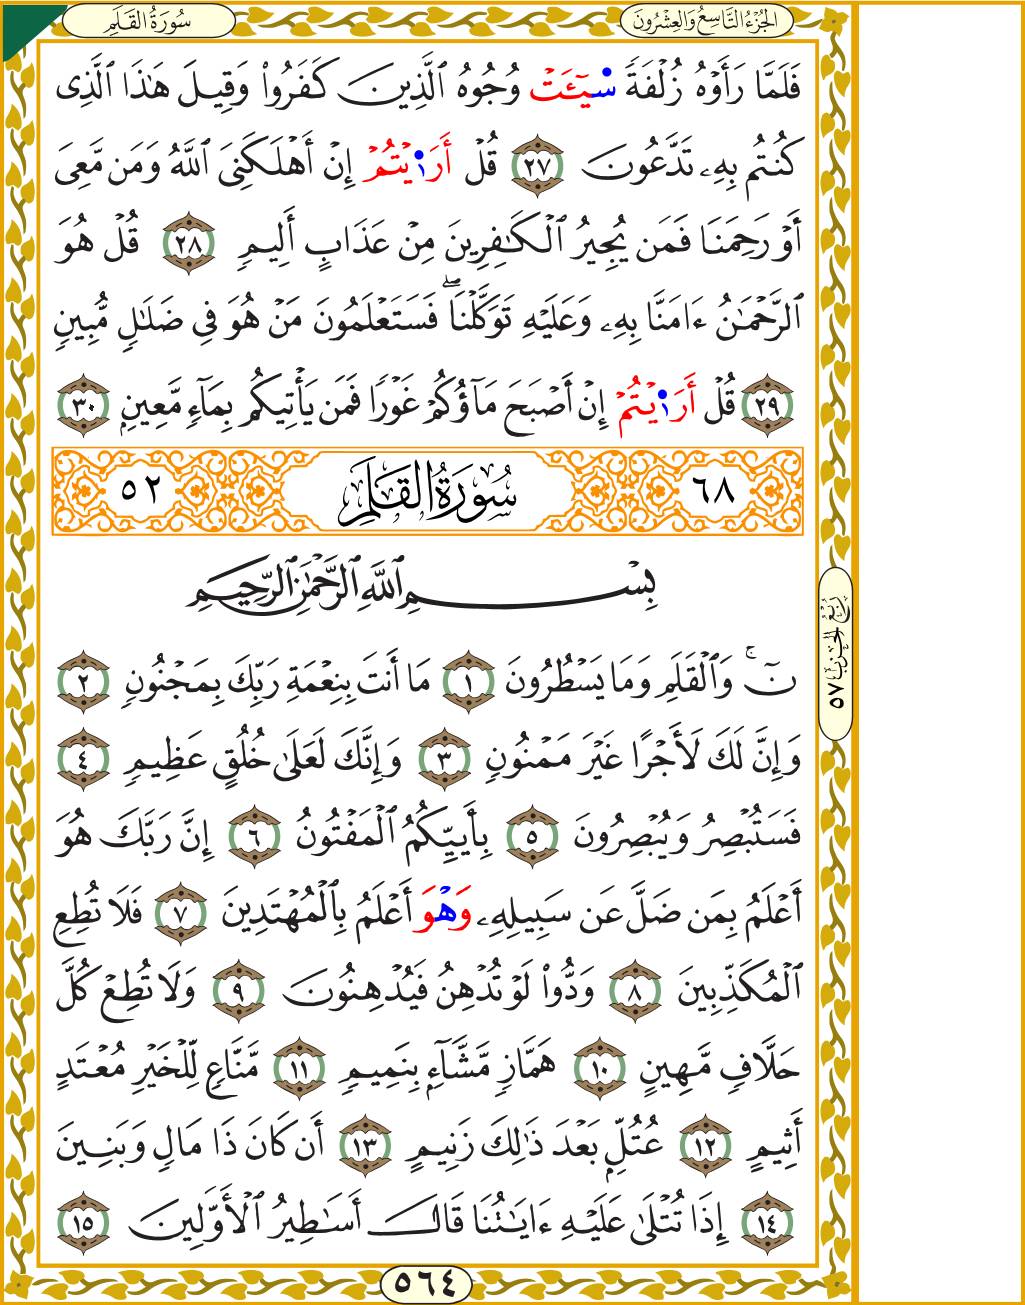 سُورَةُ القَلَمِ
الجُزْءُ التَّاسِعُ وَالعِشْرُونَ
فَلَمَّا رَأَوْهُ زُلْفَةً سِيٓـَٔتْ وُجُوهُ ٱلَّذِينَ كَفَرُواْ وَقِيلَ هَٰذَا ٱلَّذِى
كُنتُم بِهِۦ تَدَّعُونَ ٢٧ قُلْ أَرَٰٓيْتُمْ إِنْ أَهْلَكَنِىَ ٱللَّهُ وَمَن مَّعِىَ
أَوْ رَحِمَنَا فَمَن يُجِيرُ ٱلْكَٰفِرِينَ مِنْ عَذَابٍ أَلِيمٍ ٢٨ قُلْ هُوَ
ٱلرَّحْمَٰنُ ءَامَنَّا بِهِۦ وَعَلَيْهِ تَوَكَّلْنَا ۖ فَسَتَعْلَمُونَ مَنْ هُوَ فِى ضَلَٰلٍ مُّبِينٍ
٢٩ قُلْ أَرَٰٓيْتُمْ إِنْ أَصْبَحَ مَآؤُكُمْ غَوْرًا فَمَن يَأْتِيكُم بِمَآءٍ مَّعِينٍ ٣٠
٦٨ سُورَةُ القَلَمِ ٥٢
بِسْمِ ٱللَّهِ ٱلرَّحْمَٰنِ ٱلرَّحِيمِ
نٓ ۚ وَٱلْقَلَمِ وَمَا يَسْطُرُونَ ١ مَا أَنتَ بِنِعْمَةِ رَبِّكَ بِمَجْنُونٍ ٢
وَإِنَّ لَكَ لَأَجْرًا غَيْرَ مَمْنُونٍ ٣ وَإِنَّكَ لَعَلَىٰ خُلُقٍ عَظِيمٍ ٤
فَسَتُبْصِرُ وَيُبْصِرُونَ ٥ بِأَييِّكُمُ ٱلْمَفْتُونُ ٦ إِنَّ رَبَّكَ هُوَ
أَعْلَمُ بِمَن ضَلَّ عَن سَبِيلِهِۦ وَهْوَ أَعْلَمُ بِٱلْمُهْتَدِينَ ٧ فَلَا تُطِعِ
ٱلْمُكَذِّبِينَ ٨ وَدُّواْ لَوْ تُدْهِنُ فَيُدْهِنُونَ ٩ وَلَا تُطِعْ كُلَّ
حَلَّافٍ مَّهِينٍ ١٠ هَمَّازٍ مَّشَّآءٍ بِنَمِيمٍ ١١ مَّنَّاعٍ لِّلْخَيْرِ مُعْتَدٍ
أَثِيمٍ ١٢ عُتُلٍّ بَعْدَ ذَٰلِكَ زَنِيمٍ ١٣ أَن كَانَ ذَا مَالٍ وَبَنِينَ
١٤ إِذَا تُتْلَىٰ عَلَيْهِ ءَايَٰتُنَا قَالَ أَسَٰطِيرُ ٱلْأَوَّلِينَ ١٥
رُبْعُ الحِزْبِ ٥٧
٥٦٤